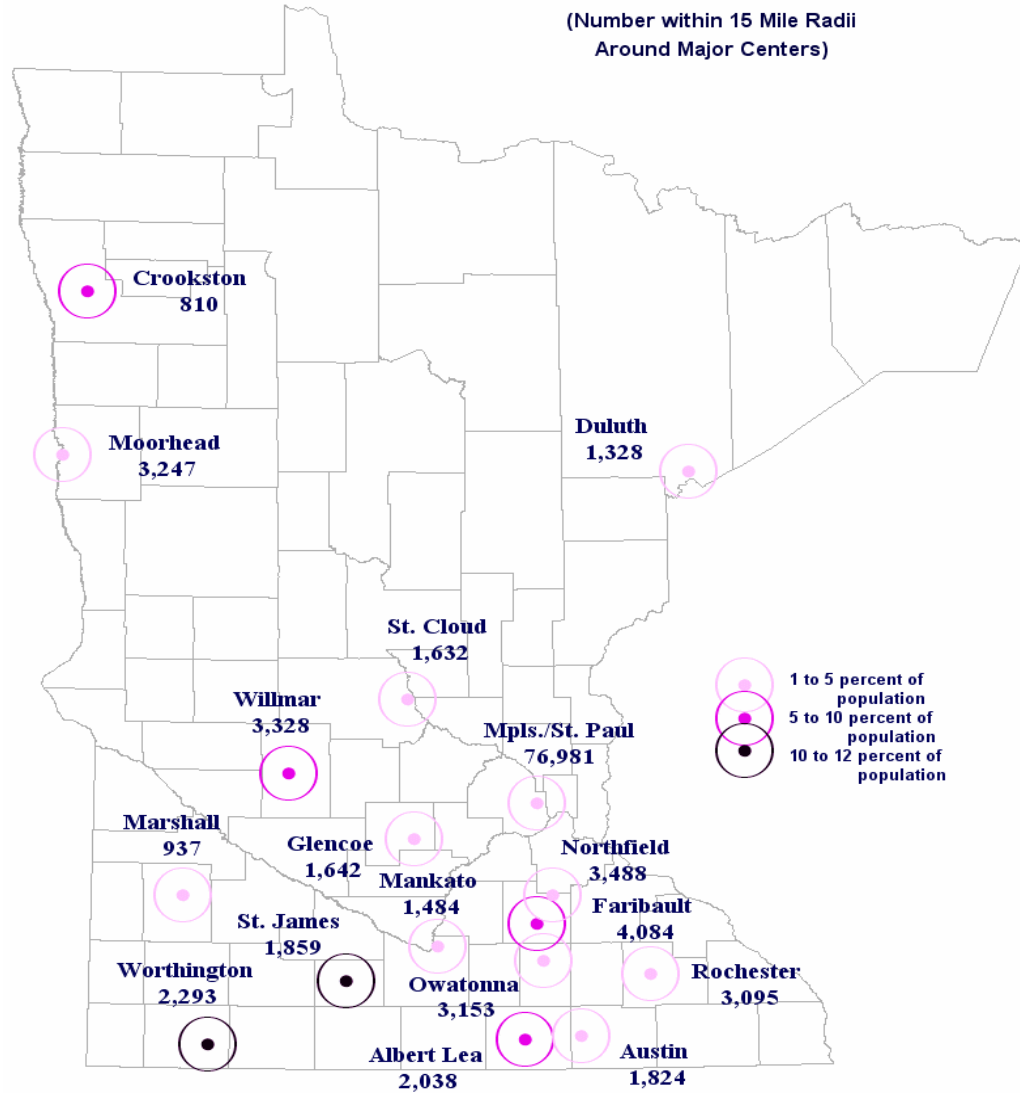 (Number within 15 Mile Radii
Around Major Centers)
Crookston
810
Moorhead
3,247
Duluth
1,328
St. Cloud
1,632
Willmar
3,328
Mpls./St. Paul
76,981
1 to 5 percent of
population
5 to 10 percent of
population
10 to 12 percent of
population
Marshall
937
Glencoe
1,642
Northfield
3,488
Mankato
1,484
Faribault
4,084
St. James
1,859
Worthington
2,293
Owatonna
3,153
Rochester
3,095
Albert Lea
2,038
Austin
1,824